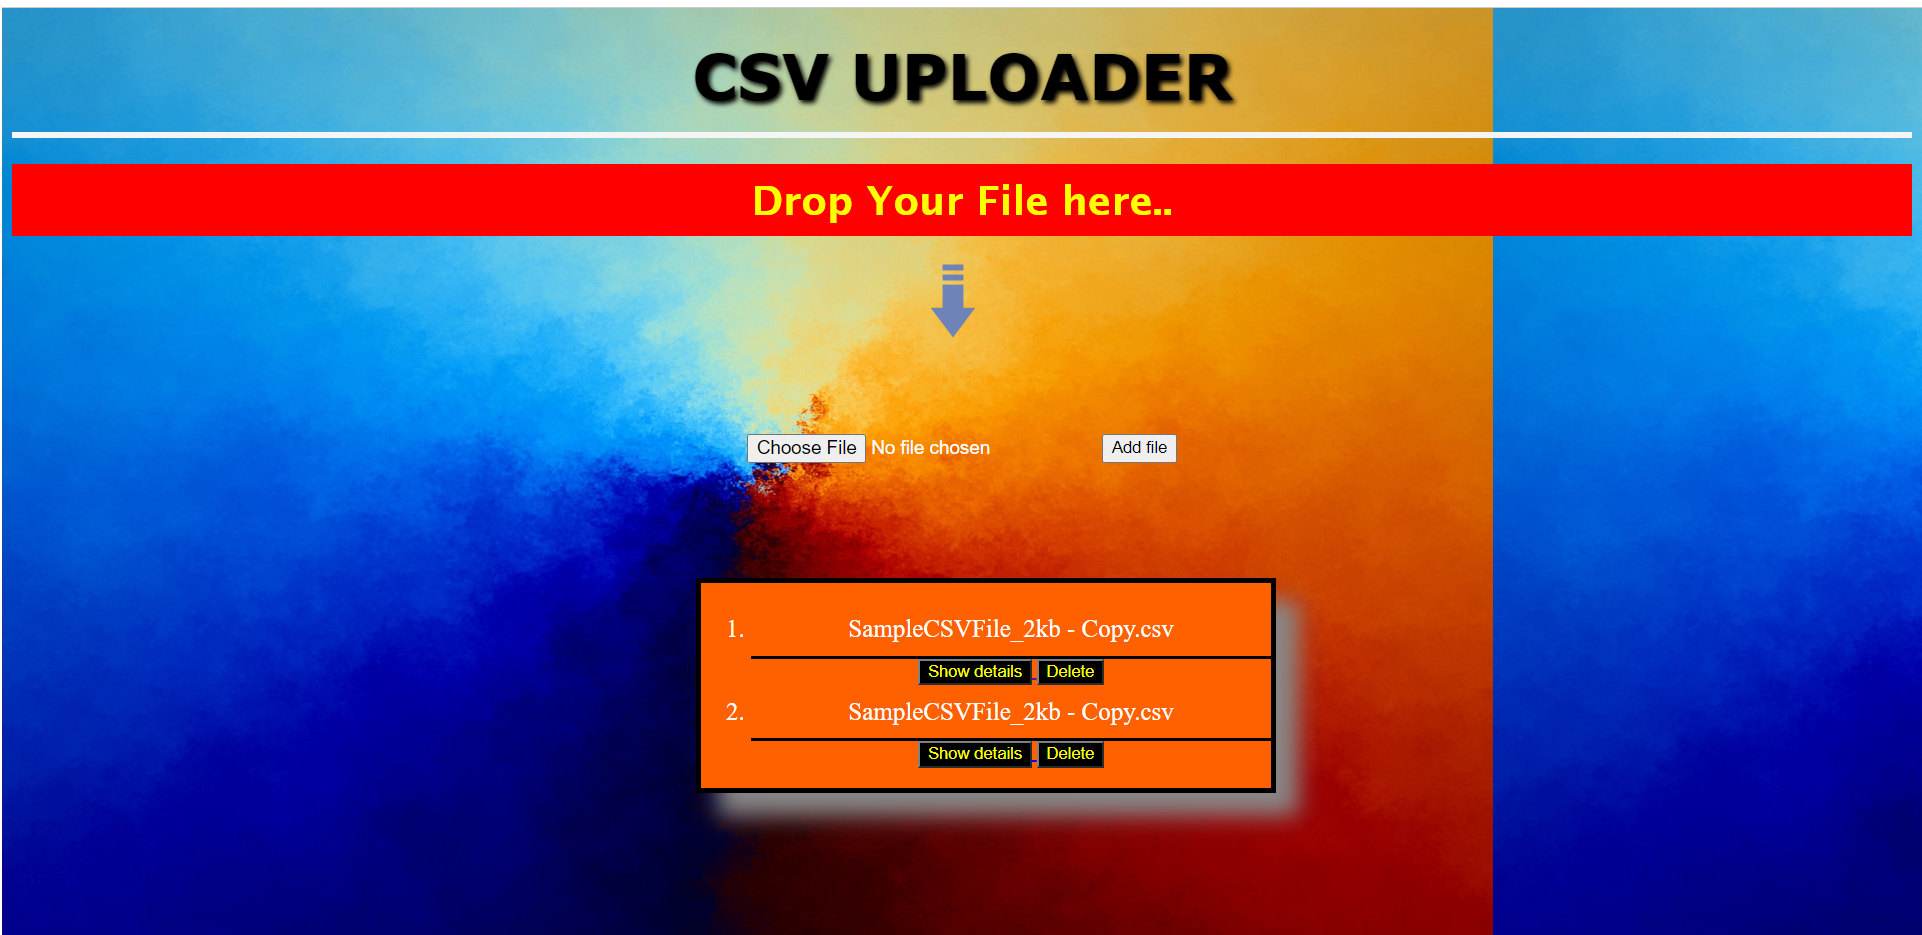 CSV UPLOADER
Drop Your File here..
Choose File No file chosen Add file
1. SampleCSVFile_2kb - Copy.csv
Show details Delete
2. SampleCSVFile_2kb - Copy.csv
Show details Delete